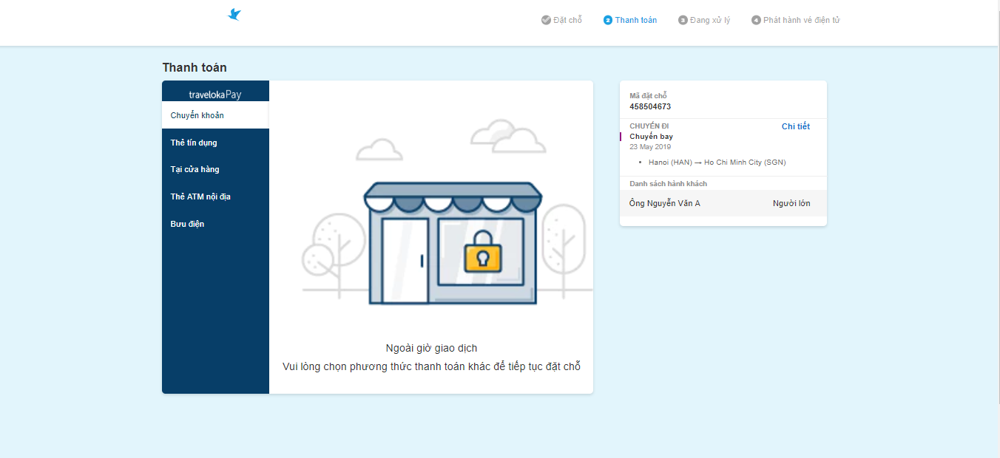 Đặt chỗ
2 Thanh toán
3 Đang xử lý
4 Phát hành vé điện tử
Thanh toán
traveloka Pay
Chuyển khoản
Thẻ tín dụng
Tại cửa hàng
Thẻ ATM nội địa
Bưu điện
Ngoài giờ giao dịch
Vui lòng chọn phương thức thanh toán khác để tiếp tục đặt chỗ
Mã đặt chỗ
458504673
CHUYẾN ĐI
Chi tiết
Chuyến bay
23 May 2019
• Hanoi (HAN) → Ho Chi Minh City (SGN)
Danh sách hành khách
Ông Nguyễn Văn A
Người lớn